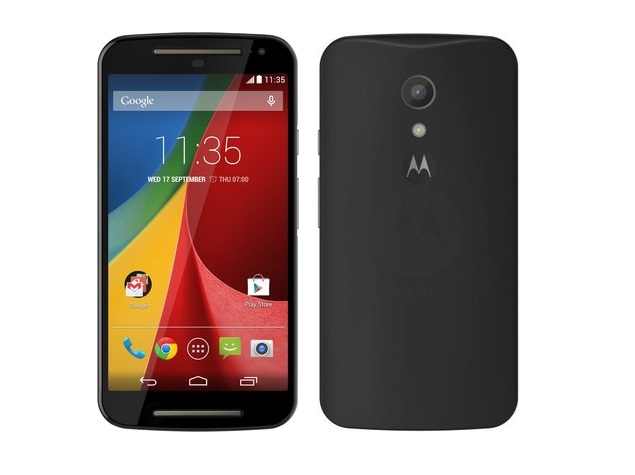 11:35
Google
11:35
WED 17 SEPTEMBER THU 07:00
Google
Play Store